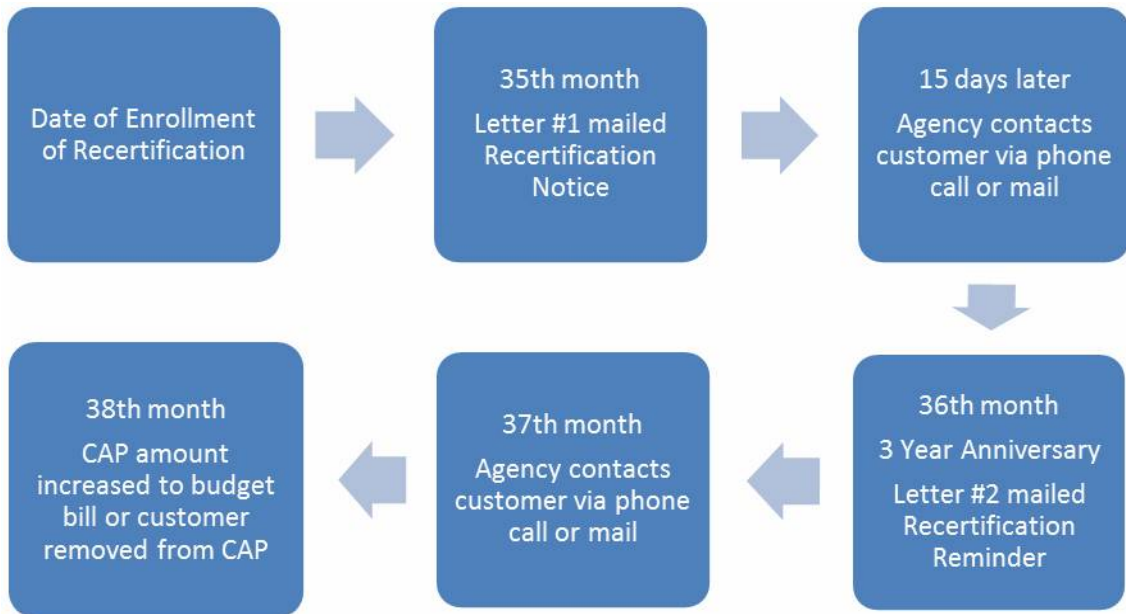 Date of Enrollment
of Recertification
35th month
Letter #1 mailed
Recertification
Notice
15 days later
Agency contacts
customer via phone
call or mail
36th month
3 Year Anniversary
Letter #2 mailed
Recertification
Reminder
37th month
Agency contacts
customer via phone
call or mail
38th month
CAP amount
increased to budget
bill or customer
removed from CAP